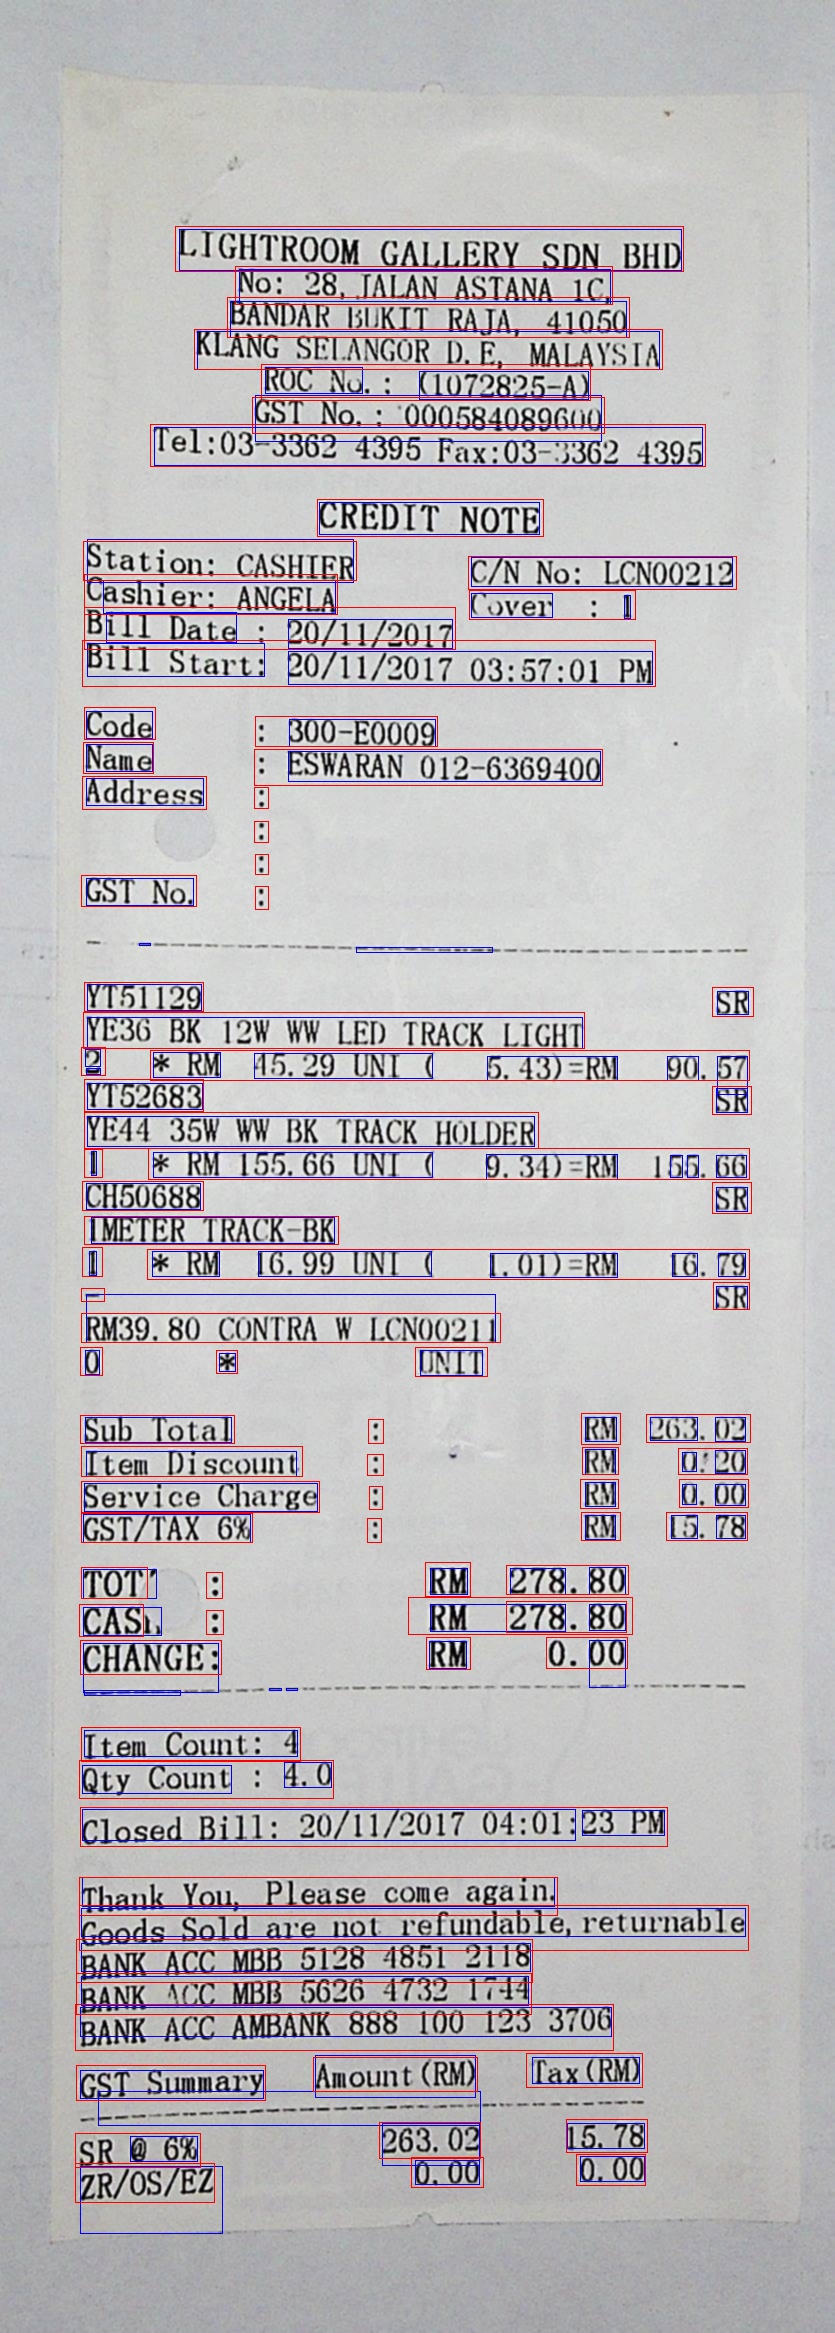 LIGHTROOM GALLERY SDN BHD
No: 28, JALAN ASTANA 1C,
BANDAR BUKIT RAJA, 41050
KLANG SELANGOR D.E, MALAYSIA
ROC No.: (1072825-A)
GST No.: 000584089600
Tel:03-3362 4395 Fax:03-3362 4395
CREDIT NOTE
Station: CASHIER C/N No: LCN00212
Cashier: ANGELA Cover : 1
Bill Date : 20/11/2017
Bill Start: 20/11/2017 03:57:01 PM
Code : 300-E0009
Name : ESWARAN 012-6369400
Address :
:
:
GST No. :
YT51129 SR
YE36 BK 12W WW LED TRACK LIGHT
2 * RM 45.29 UNI ( 5.43)=RM 90.57
YT52683 SR
YE44 35W WW BK TRACK HOLDER
1 * RM 155.66 UNI ( 9.34)=RM 155.66
CH50688 SR
1METER TRACK-BK
1 * RM 16.99 UNI ( 1.01)=RM 16.79
- SR
RM39.80 CONTRA W LCN00211
0 * UNIT
Sub Total : RM 263.02
Item Discount : RM 0.20
Service Charge : RM 0.00
GST/TAX 6% : RM 15.78
TOT : RM 278.80
CASh : RM 278.80
CHANGE: RM 0.00
Item Count: 4
Qty Count : 4.0
Closed Bill: 20/11/2017 04:01:23 PM
Thank You, Please come again.
Goods Sold are not refundable, returnable
BANK ACC MBB 5128 4851 2118
BANK ACC MBB 5626 4732 1744
BANK ACC AMBANK 888 100 123 3706
GST Summary Amount(RM) Tax(RM)
SR @ 6% 263.02 15.78
ZR/OS/EZ 0.00 0.00